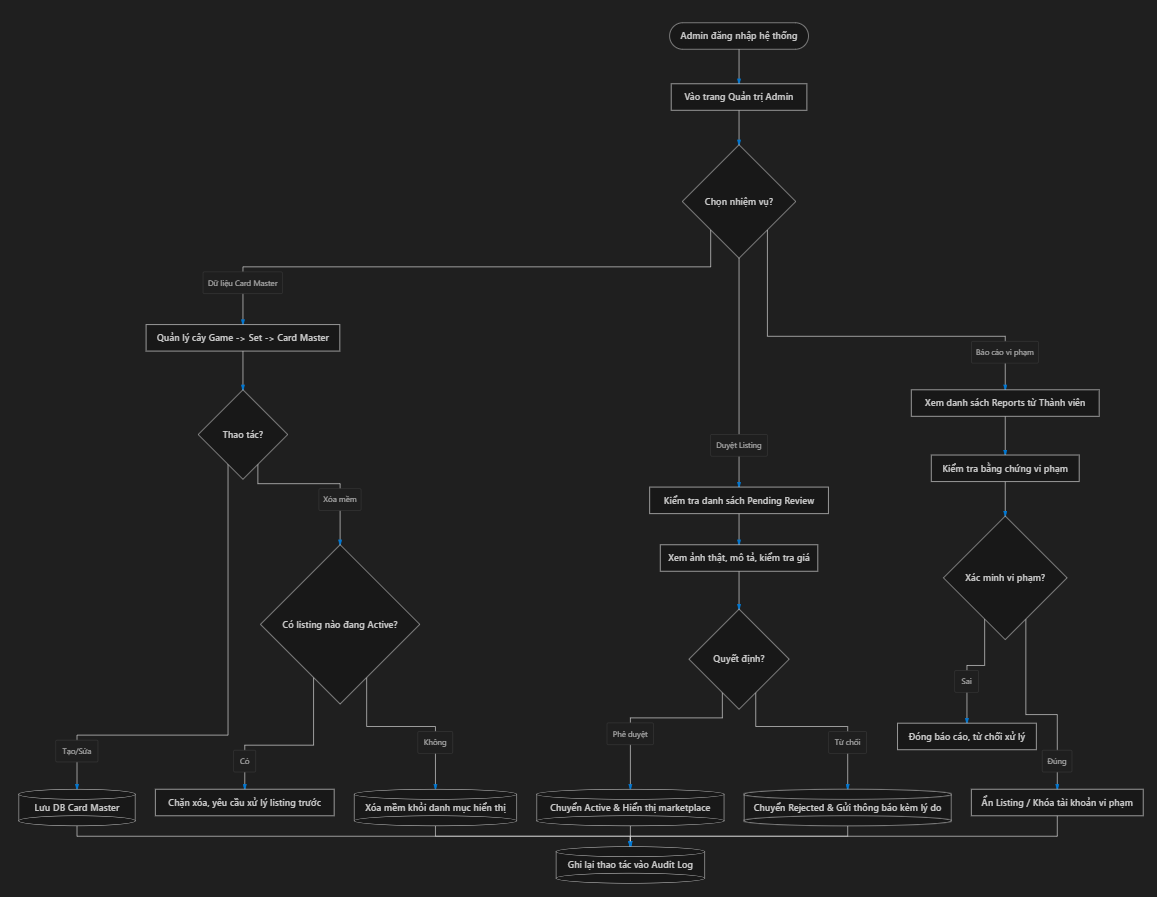 Admin đăng nhập hệ thống
Vào trang Quản trị Admin
Chọn nhiệm vụ?
Dữ liệu Card Master
Quản lý cây Game -> Set -> Card Master
Báo cáo vi phạm
Xem danh sách Reports từ Thành viên
Thao tác?
Duyệt Listing
Kiểm tra bằng chứng vi phạm
Xóa mềm
Kiểm tra danh sách Pending Review
Xem ảnh thật, mô tả, kiểm tra giá
Xác minh vi phạm?
Có listing nào đang Active?
Quyết định?
Sai
Đóng báo cáo, từ chối xử lý
Tạo/Sửa
Có
Không
Phê duyệt
Từ chối
Đúng
Lưu DB Card Master
Chặn xóa, yêu cầu xử lý listing trước
Xóa mềm khỏi danh mục hiển thị
Chuyển Active & Hiển thị marketplace
Chuyển Rejected & Gửi thông báo kèm lý do
Ẩn Listing / Khóa tài khoản vi phạm
Ghi lại thao tác vào Audit Log